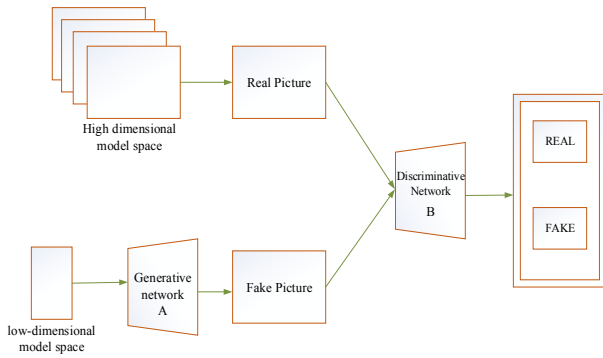 High dimensional
model space
Real Picture
Discriminative
Network
B
REAL
FAKE
low-dimensional
model space
Generative
network
A
Fake Picture